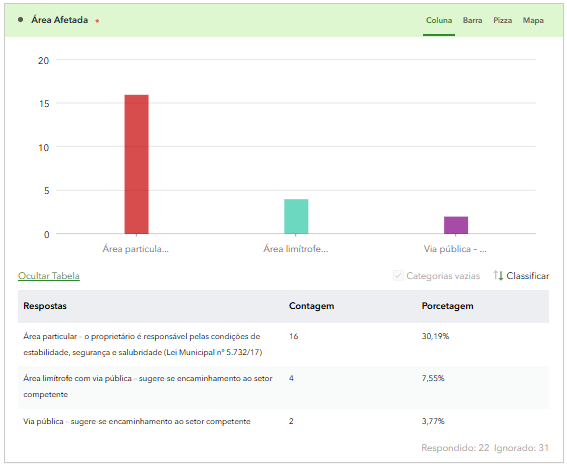 Área Afetada *
Coluna Barra Pizza Mapa
20
15
10
5
0
Área particula... Área limítrofe... Via pública - ...
Ocultar Tabela Categorias vazias Classificar
Respostas Contagem Porcetagem
Área particular - o proprietário é responsável pelas condições de 16 30,19%
estabilidade, segurança e salubridade (Lei Municipal nº 5.732/17)
Área limítrofe com via pública - sugere-se encaminhamento ao setor 4 7,55%
competente
Via pública - sugere-se encaminhamento ao setor competente 2 3,77%
Respondido: 22 Ignorado: 31